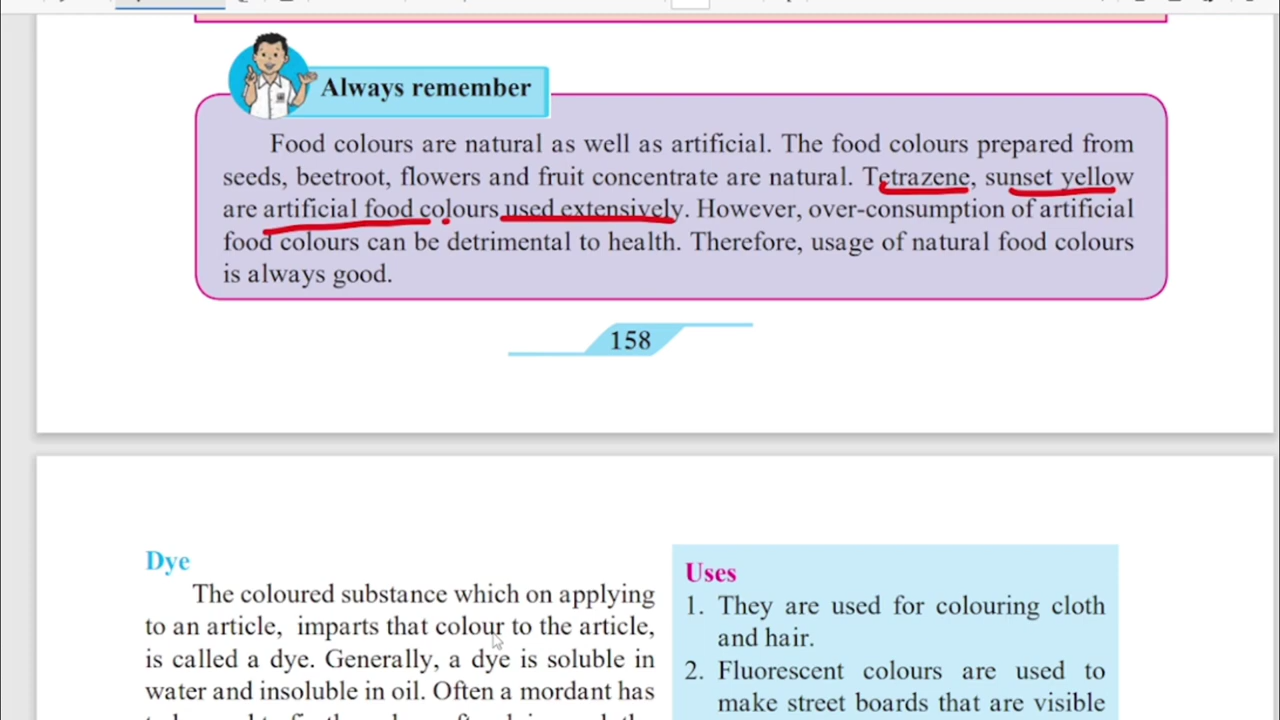 Always remember
Food colours are natural as well as artificial. The food colours prepared from
seeds, beetroot, flowers and fruit concentrate are natural. Tetrazene, sunset yellow
are artificial food colours used extensively. However, over-consumption of artificial
food colours can be detrimental to health. Therefore, usage of natural food colours
is always good.
158
Dye
The coloured substance which on applying
to an article, imparts that colour to the article,
is called a dye. Generally, a dye is soluble in
water and insoluble in oil. Often a mordant has
Uses
1. They are used for colouring cloth
and hair.
2. Fluorescent colours are used to
make street boards that are visible